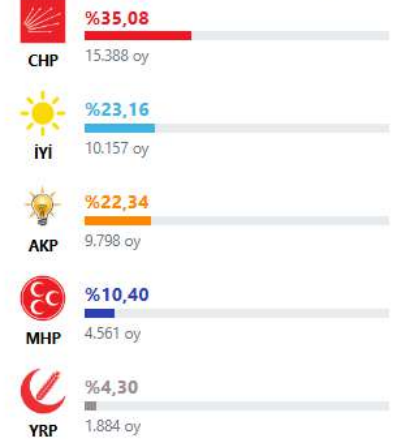 %35,08
CHP
15.388 oy
%23,16
İYİ
10.157 oy
%22,34
AKP
9.798 oy
%10,40
MHP
4.561 oy
%4,30
YRP
1.884 oy